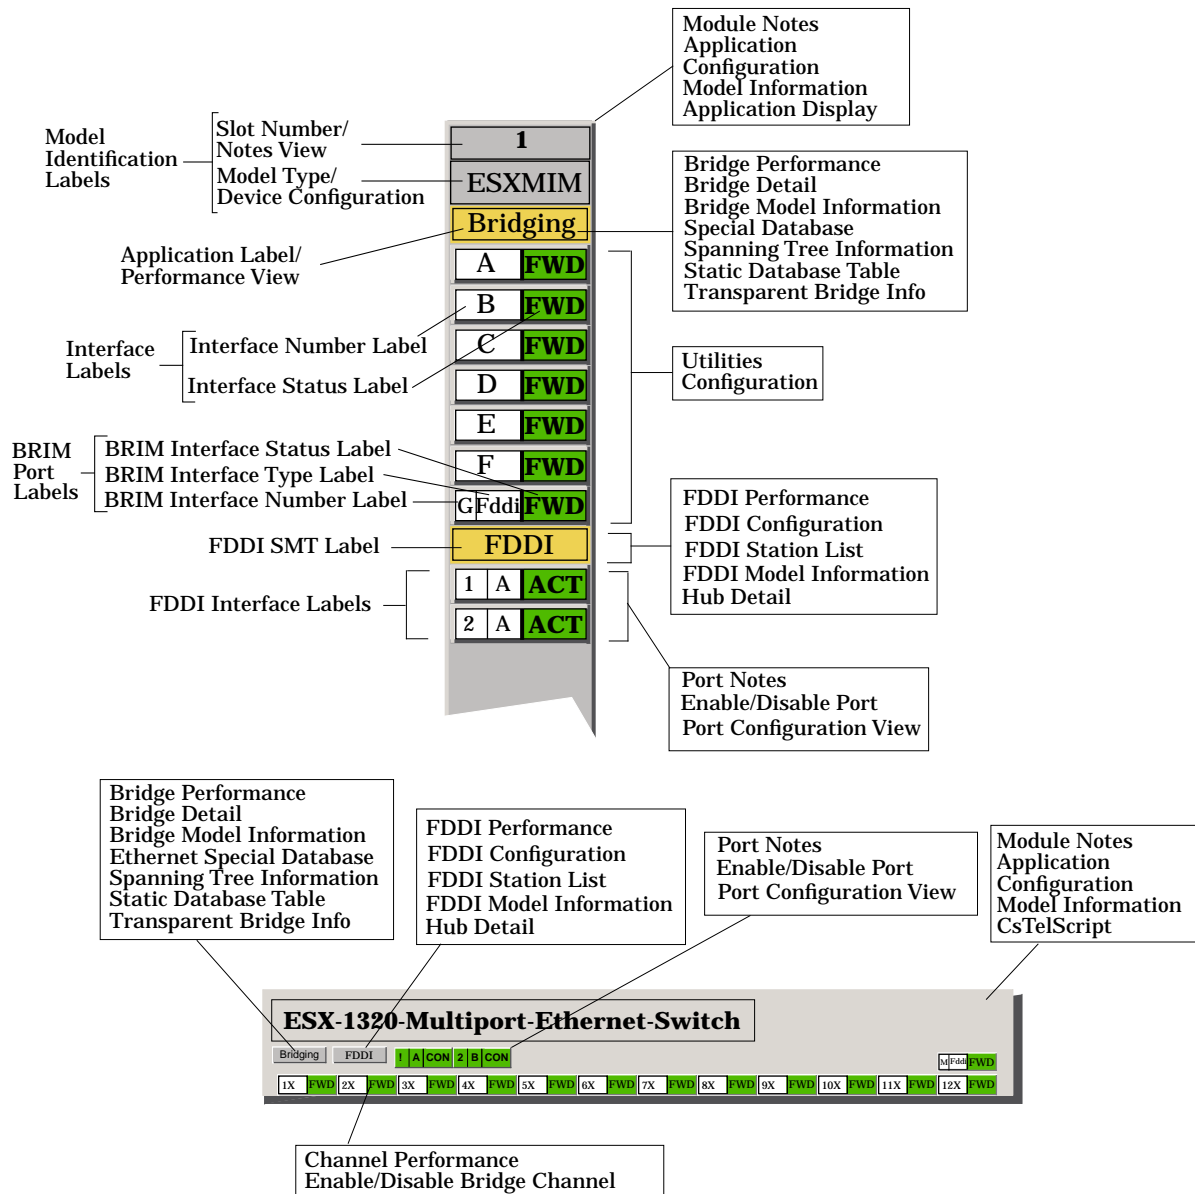 Module Notes
Application
Configuration
Model Information
Application Display
Model
Identification
Labels
Slot Number/
Notes View
Model Type/
Device Configuration
1
ESXMIM
Bridging
Bridge Performance
Bridge Detail
Bridge Model Information
Special Database
Spanning Tree Information
Static Database Table
Transparent Bridge Info
Application Label/
Performance View
A FWD
B FWD
C FWD
D FWD
E FWD
F FWD
G Fddi FWD
Interface
Labels
Interface Number Label
Interface Status Label
Utilities
Configuration
BRIM
Port
Labels
BRIM Interface Status Label
BRIM Interface Type Label
BRIM Interface Number Label
FDDI SMT Label
FDDI
FDDI Performance
FDDI Configuration
FDDI Station List
FDDI Model Information
Hub Detail
FDDI Interface Labels
1 A ACT
2 A ACT
Port Notes
Enable/Disable Port
Port Configuration View
Bridge Performance
Bridge Detail
Bridge Model Information
Ethernet Special Database
Spanning Tree Information
Static Database Table
Transparent Bridge Info
FDDI Performance
FDDI Configuration
FDDI Station List
FDDI Model Information
Hub Detail
Port Notes
Enable/Disable Port
Port Configuration View
Module Notes
Application
Configuration
Model Information
CsTelScript
ESX-1320-Multiport-Ethernet-Switch
Bridging FDDI ! A CON 2 B CON
M Fddi FWD
1X FWD 2X FWD 3X FWD 4X FWD 5X FWD 6X FWD 7X FWD 8X FWD 9X FWD 10X FWD 11X FWD 12X FWD
Channel Performance
Enable/Disable Bridge Channel